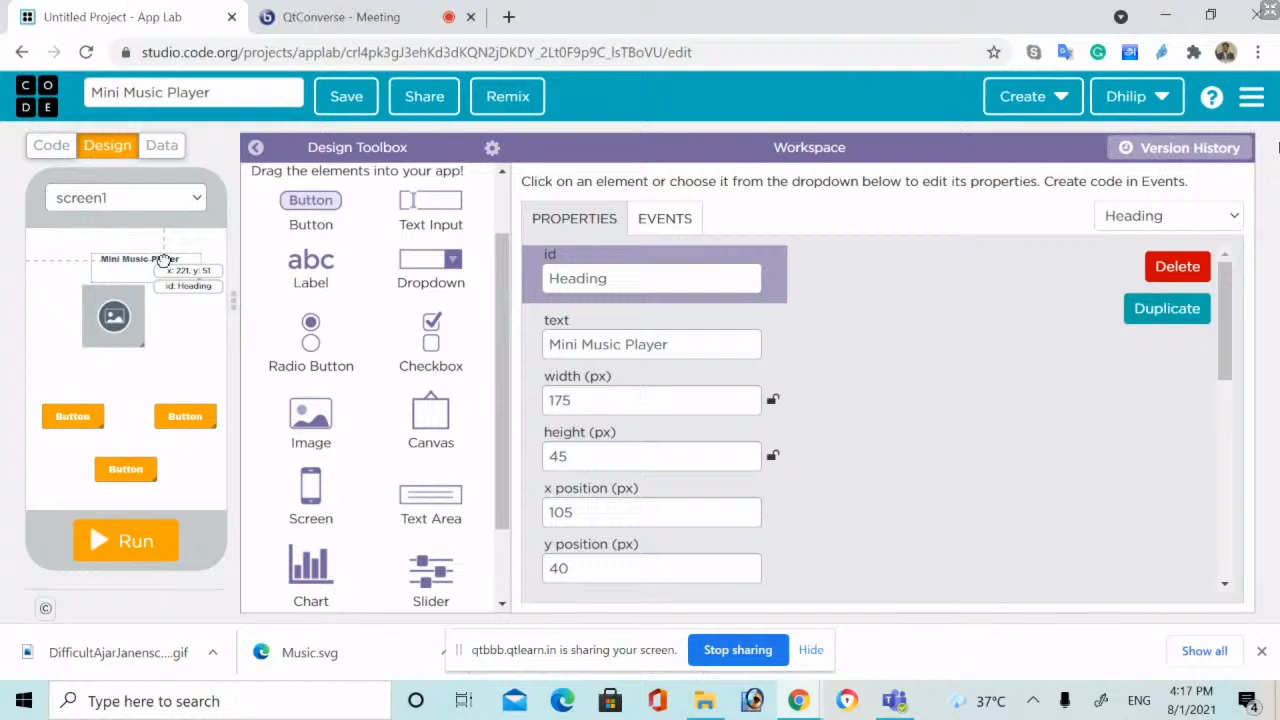 Untitled Project - App Lab
QtConverse - Meeting
studio.code.org/projects/applab/crl4pk3gJ3ehKd3dKQN2jDKDY_2Lt0F9p9C_lsTBoVU/edit
C O D E
Mini Music Player
Save
Share
Remix
Create
Dhilip
?
Code
Design
Data
Design Toolbox
Workspace
Version History
screen1
Drag the elements into your app!
Button
Button
Text Input
abc
Label
Dropdown
Radio Button
Checkbox
Image
Canvas
Screen
Text Area
Chart
Slider
Click on an element or choose it from the dropdown below to edit its properties. Create code in Events.
PROPERTIES
EVENTS
Heading
id
Heading
Delete
Duplicate
text
Mini Music Player
width (px)
175
height (px)
45
x position (px)
105
y position (px)
40
x: 221, y: 51
id: Heading
Button
Button
Button
Run
©
DifficultAjarJanensc....gif
Music.svg
qtbbb.qtlearn.in is sharing your screen.
Stop sharing
Hide
Show all
Type here to search
37°C
ENG
4:17 PM
8/1/2021
4